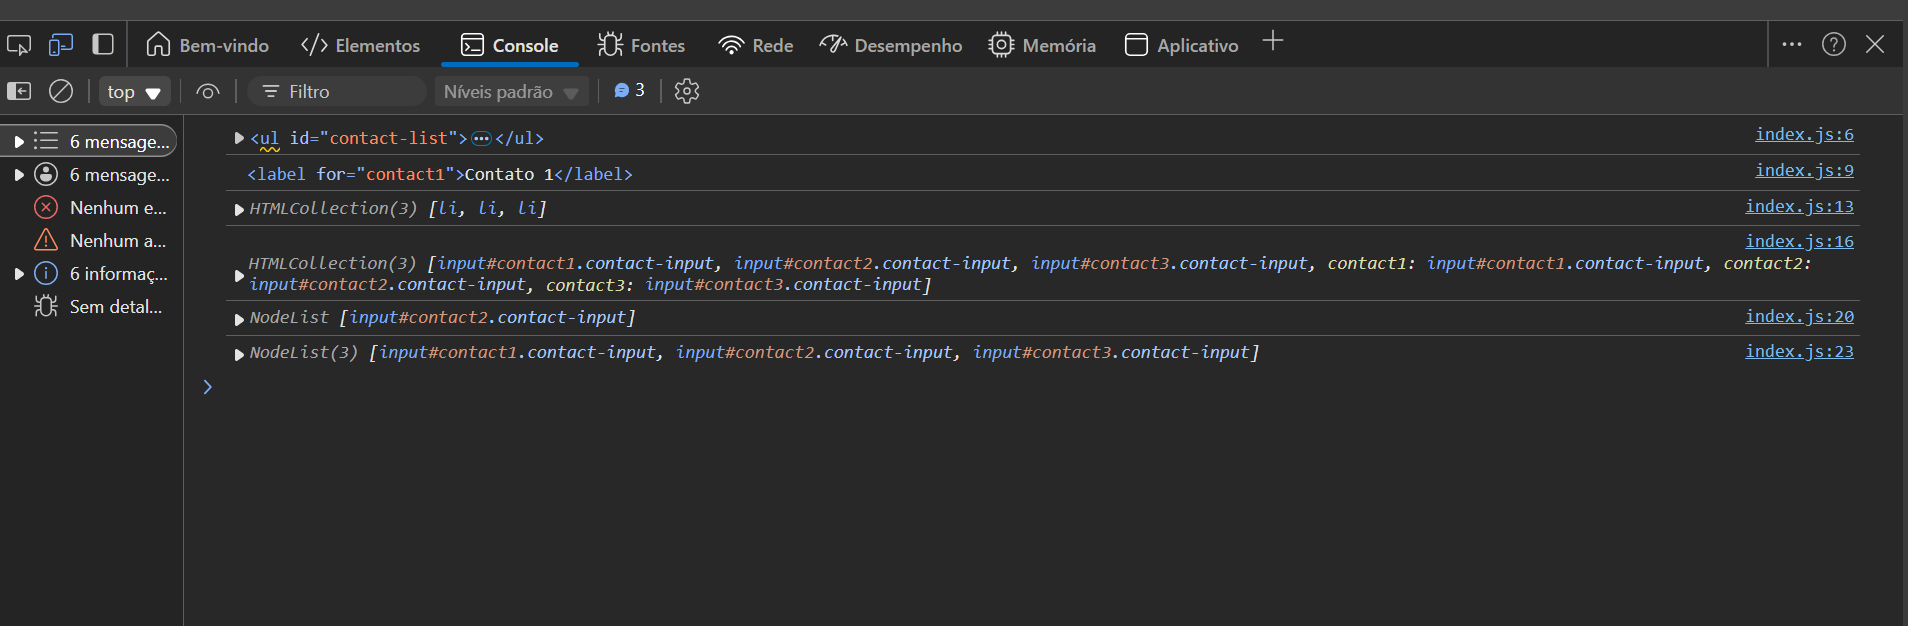 Bem-vindo Elementos Console Fontes Rede Desempenho Memória Aplicativo
top Filtro Níveis padrão 3
6 mensage...
6 mensage...
Nenhum e...
Nenhum a...
6 informaç...
Sem detal...
<ul id="contact-list">…</ul> index.js:6
<label for="contact1">Contato 1</label> index.js:9
HTMLCollection(3) [li, li, li] index.js:13
index.js:16
HTMLCollection(3) [input#contact1.contact-input, input#contact2.contact-input, input#contact3.contact-input, contact1: input#contact1.contact-input, contact2:
input#contact2.contact-input, contact3: input#contact3.contact-input]
NodeList [input#contact2.contact-input] index.js:20
NodeList(3) [input#contact1.contact-input, input#contact2.contact-input, input#contact3.contact-input] index.js:23